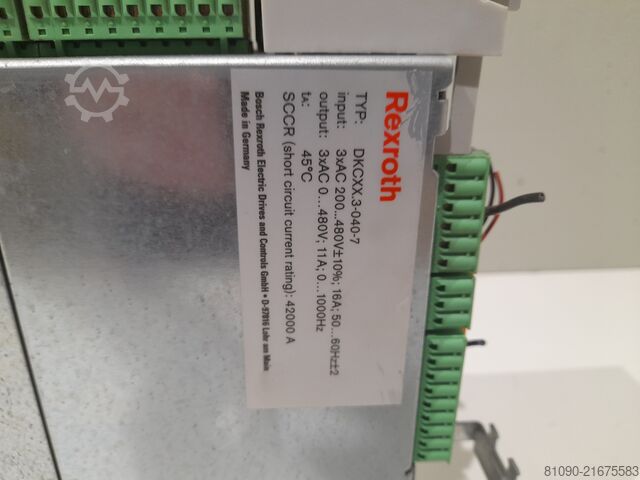 Rexroth
TYP: DKCXX.3-040-7
input: 3xAC 200...480V±10%; 16A; 50...60Hz±2
output: 3xAC 0...480V; 11A; 0...1000Hz
tA: 45°C
SCCR (short circuit current rating): 42000 A
Bosch Rexroth Electric Drives and Controls GmbH • D-97816 Lohr am Main
Made in Germany
81090-21675583